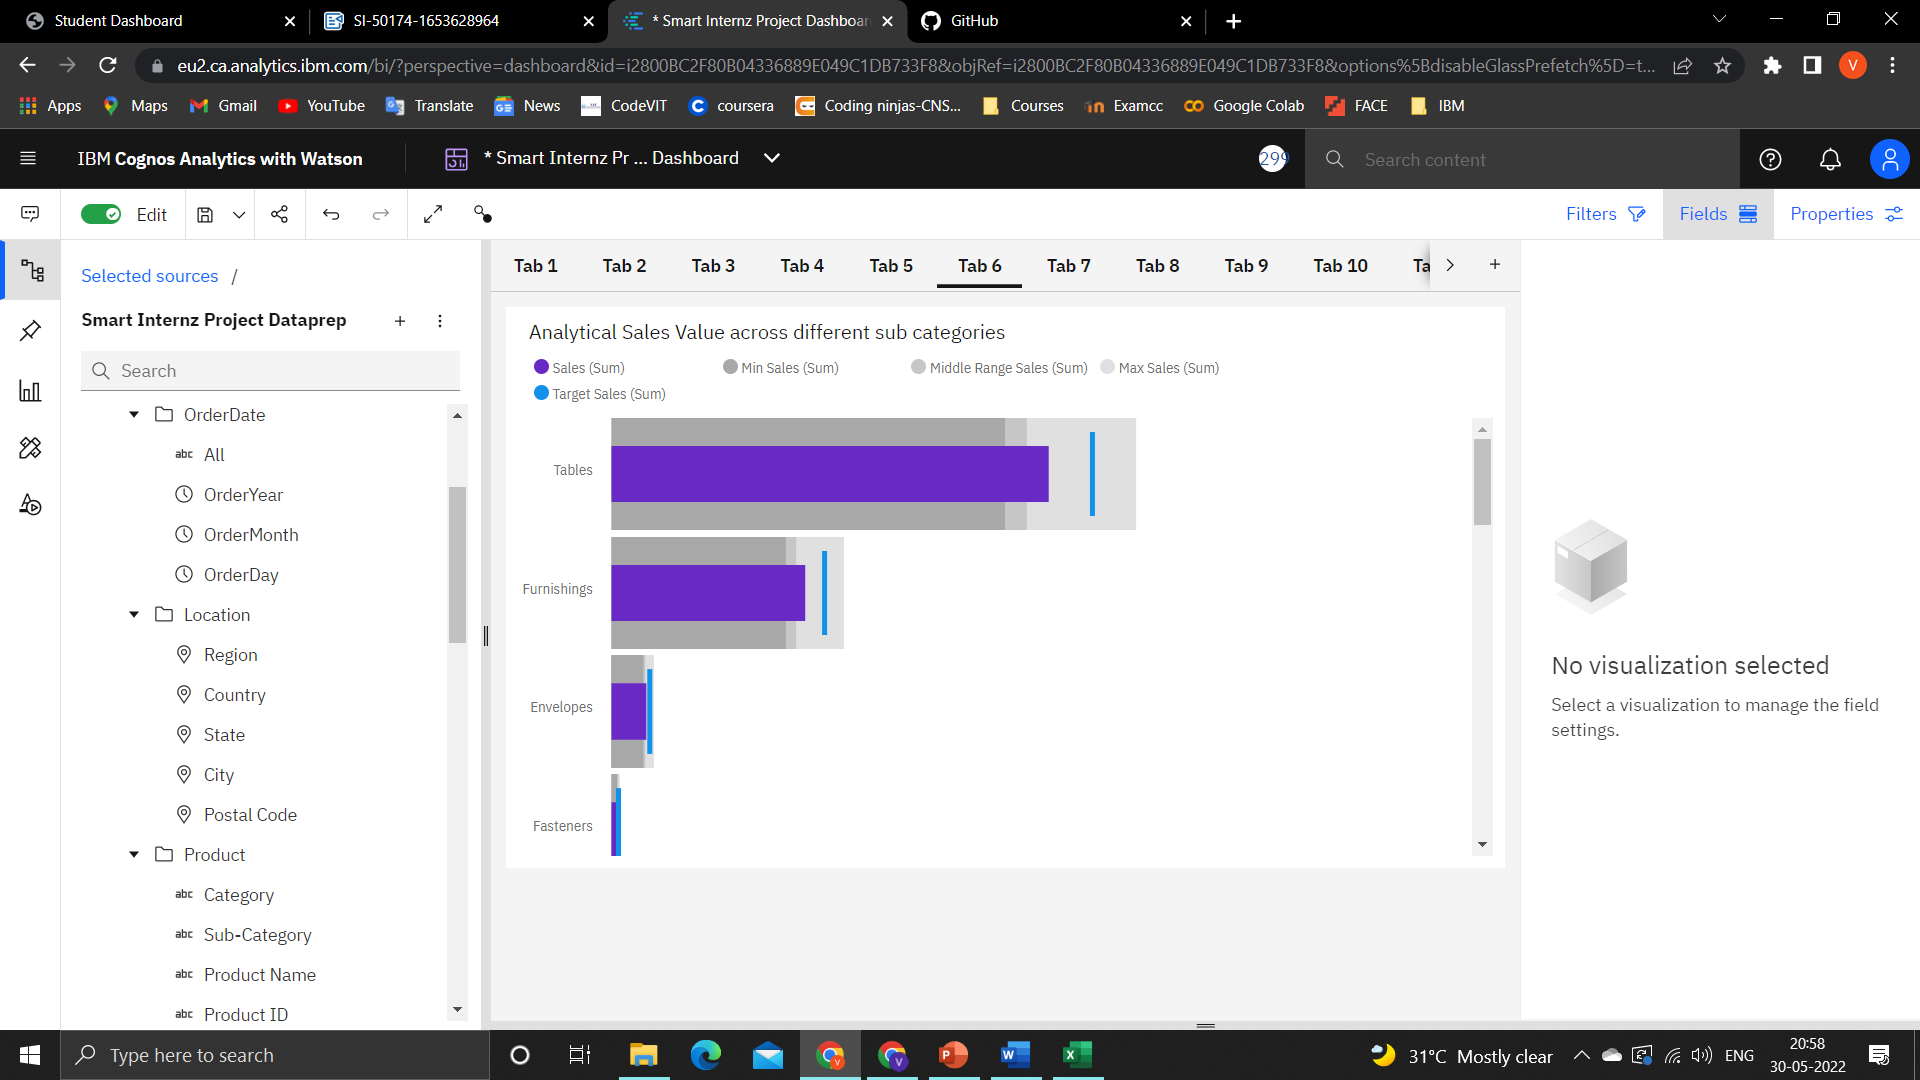 Student Dashboard
SI-50174-1653628964
* Smart Internz Project Dashboar
GitHub
eu2.ca.analytics.ibm.com/bi/?perspective=dashboard&id=i2800BC2F80B04336889E049C1DB733F8&objRef=i2800BC2F80B04336889E049C1DB733F8&options%5BdisableGlassPrefetch%5D=t...
V
Apps
Maps
Gmail
YouTube
Translate
News
CodeVIT
coursera
Coding ninjas-CNS...
Courses
Examcc
Google Colab
FACE
IBM
IBM Cognos Analytics with Watson
* Smart Internz Pr ... Dashboard
299
Search content
Edit
Filters
Fields
Properties
Selected sources /
Smart Internz Project Dataprep
Search
OrderDate
abc All
OrderYear
OrderMonth
OrderDay
Location
Region
Country
State
City
Postal Code
Product
abc Category
abc Sub-Category
abc Product Name
abc Product ID
Tab 1
Tab 2
Tab 3
Tab 4
Tab 5
Tab 6
Tab 7
Tab 8
Tab 9
Tab 10
Ta
Analytical Sales Value across different sub categories
Sales (Sum)
Min Sales (Sum)
Middle Range Sales (Sum)
Max Sales (Sum)
Target Sales (Sum)
Tables
Furnishings
Envelopes
Fasteners
No visualization selected
Select a visualization to manage the field
settings.
Type here to search
31°C Mostly clear
ENG
20:58
30-05-2022